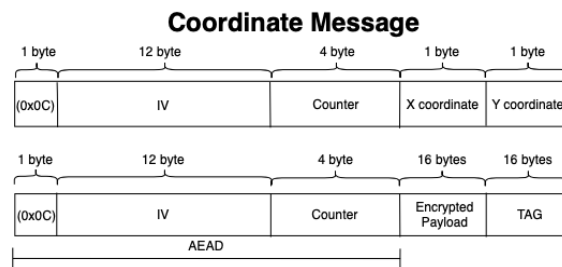 Coordinate Message
1 byte 12 byte 4 byte 1 byte 1 byte
(0x0C) IV Counter X coordinate Y coordinate
1 byte 12 byte 4 byte 16 bytes 16 bytes
(0x0C) IV Counter Encrypted Payload TAG
AEAD